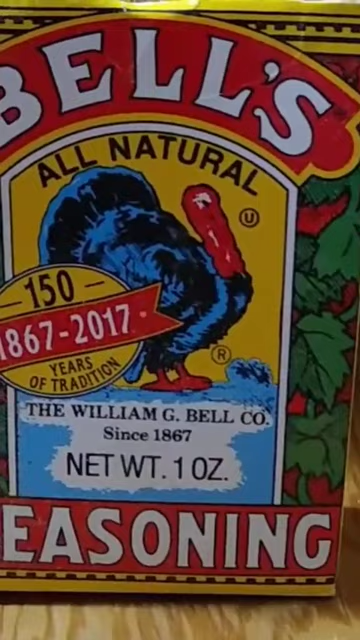 BELL'S
ALL NATURAL
U
150
1867-2017
YEARS
OF TRADITION
®
THE WILLIAM G. BELL CO.
Since 1867
NET WT. 1 OZ.
EASONING